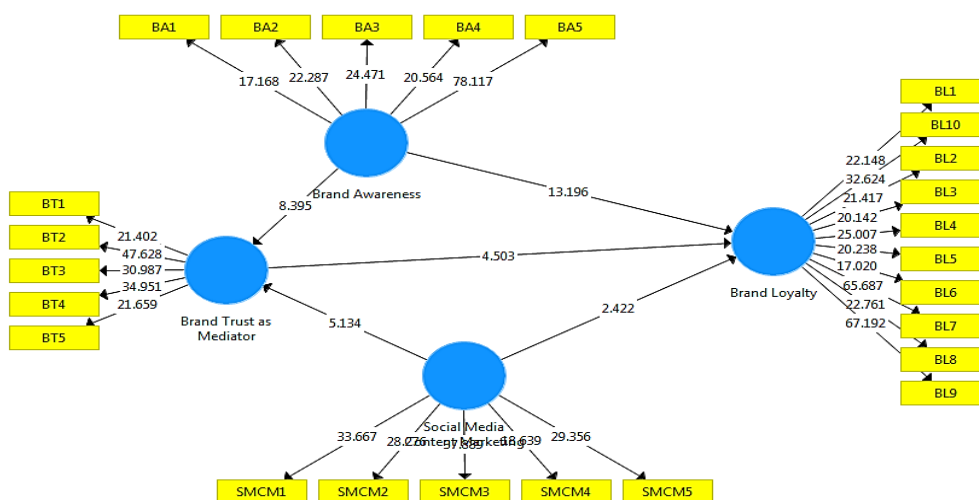 BA1
BA2
BA3
BA4
BA5
17.168
22.287
24.471
20.564
78.117
Brand Awareness
BL1
BL10
BL2
BL3
BL4
BL5
BL6
BL7
BL8
BL9
22.148
32.624
21.417
20.142
25.007
20.238
17.020
65.687
22.761
67.192
13.196
8.395
4.503
Brand Loyalty
BT1
BT2
BT3
BT4
BT5
21.402
47.628
30.987
34.951
21.659
Brand Trust as
Mediator
5.134
2.422
Social Media
Content Marketing
33.667
29.356
SMCM1
SMCM2
SMCM3
SMCM4
SMCM5